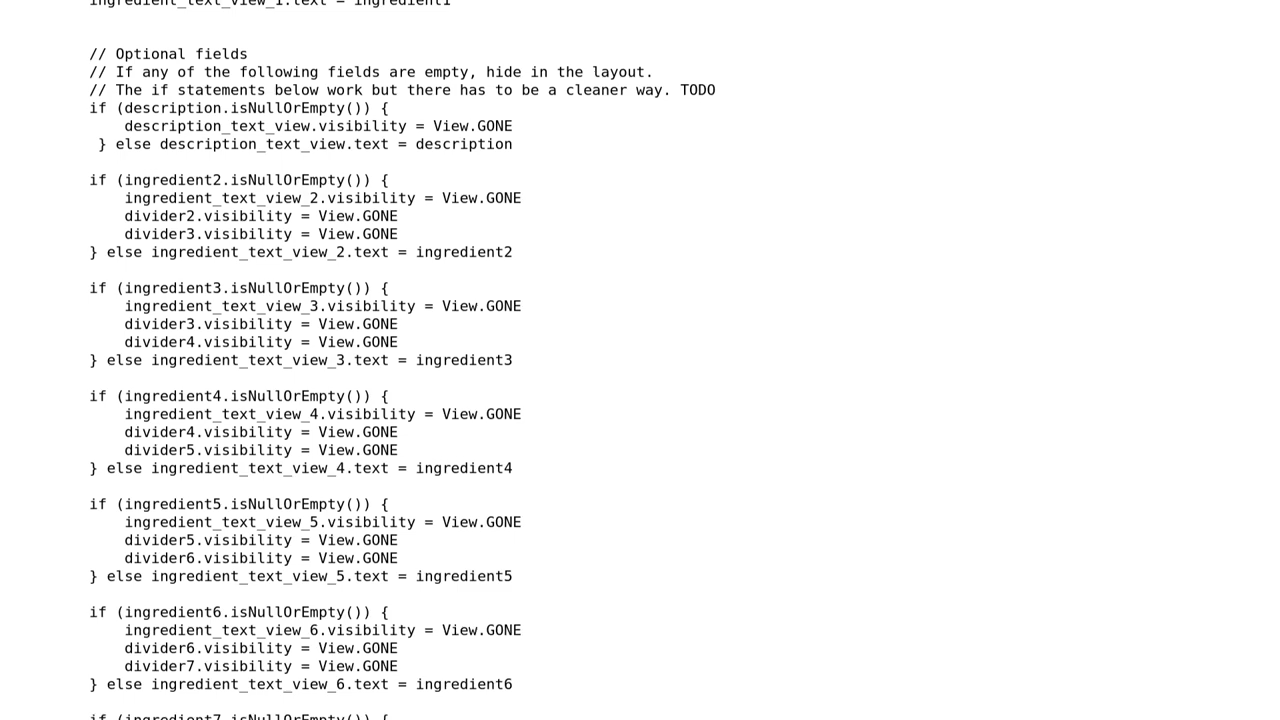 ingredient_text_view_1.text = ingredient1
// Optional fields
// If any of the following fields are empty, hide in the layout.
// The if statements below work but there has to be a cleaner way. TODO
if (description.isNullOrEmpty()) {
    description_text_view.visibility = View.GONE
 } else description_text_view.text = description
if (ingredient2.isNullOrEmpty()) {
    ingredient_text_view_2.visibility = View.GONE
    divider2.visibility = View.GONE
    divider3.visibility = View.GONE
} else ingredient_text_view_2.text = ingredient2
if (ingredient3.isNullOrEmpty()) {
    ingredient_text_view_3.visibility = View.GONE
    divider3.visibility = View.GONE
    divider4.visibility = View.GONE
} else ingredient_text_view_3.text = ingredient3
if (ingredient4.isNullOrEmpty()) {
    ingredient_text_view_4.visibility = View.GONE
    divider4.visibility = View.GONE
    divider5.visibility = View.GONE
} else ingredient_text_view_4.text = ingredient4
if (ingredient5.isNullOrEmpty()) {
    ingredient_text_view_5.visibility = View.GONE
    divider5.visibility = View.GONE
    divider6.visibility = View.GONE
} else ingredient_text_view_5.text = ingredient5
if (ingredient6.isNullOrEmpty()) {
    ingredient_text_view_6.visibility = View.GONE
    divider6.visibility = View.GONE
    divider7.visibility = View.GONE
} else ingredient_text_view_6.text = ingredient6
if (ingredient7.isNullOrEmpty()) {